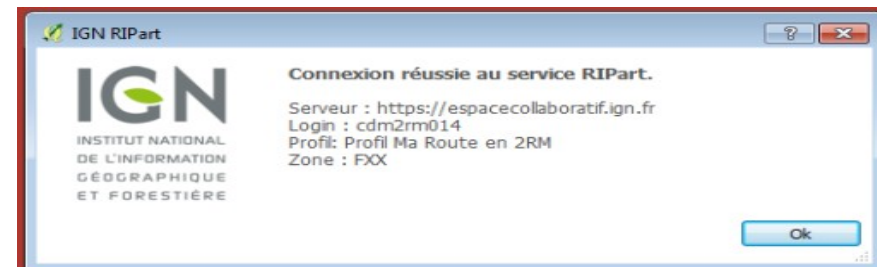 IGN RIPart
IGN
INSTITUT NATIONAL
DE L'INFORMATION
GÉOGRAPHIQUE
ET FORESTIÈRE
Connexion réussie au service RIPart.
Serveur : https://espacecollaboratif.ign.fr
Login : cdm2rm014
Profil: Profil Ma Route en 2RM
Zone : FXX
Ok